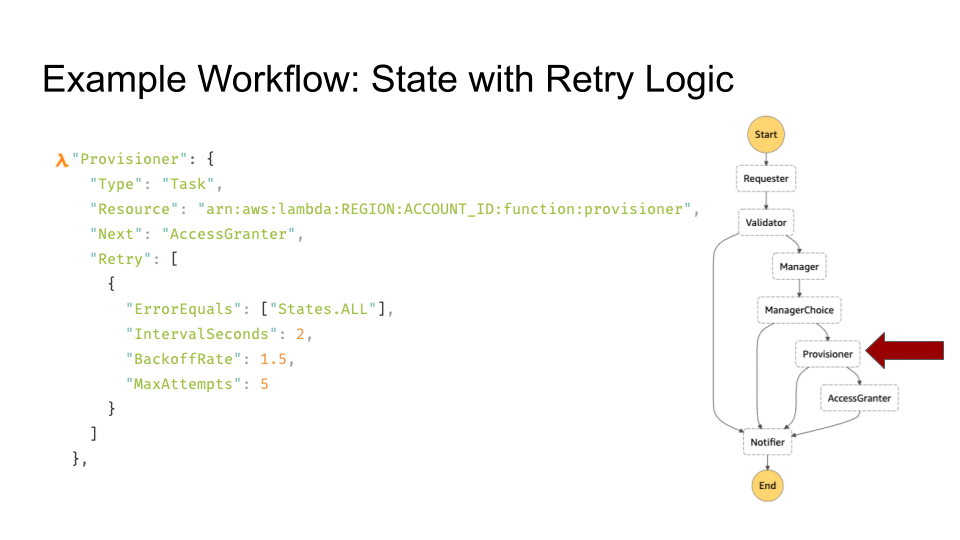 Example Workflow: State with Retry Logic
λ "Provisioner": {
"Type": "Task",
"Resource": "arn:aws:lambda:REGION:ACCOUNT_ID:function:provisioner",
"Next": "AccessGranter",
"Retry": [
{
"ErrorEquals": ["States.ALL"],
"IntervalSeconds": 2,
"BackoffRate": 1.5,
"MaxAttempts": 5
}
]
},
Start
Requester
Validator
Manager
ManagerChoice
Provisioner
AccessGranter
Notifier
End